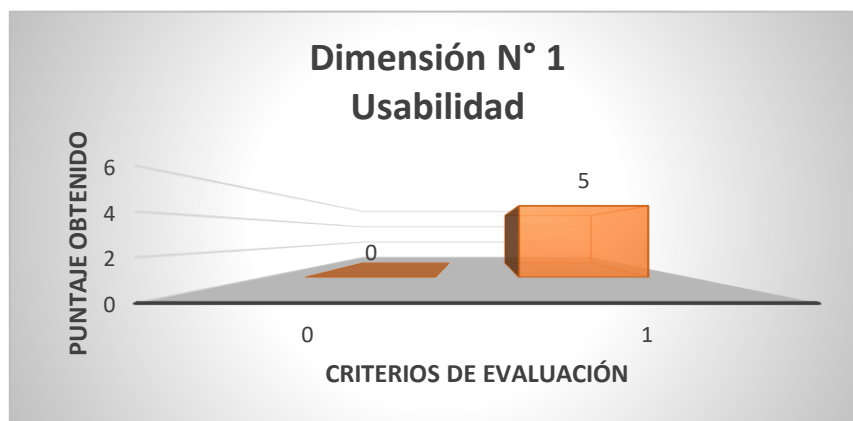 Dimensión N° 1
Usabilidad
PUNTAJE OBTENIDO
6
4
2
0
0
5
0
1
CRITERIOS DE EVALUACIÓN